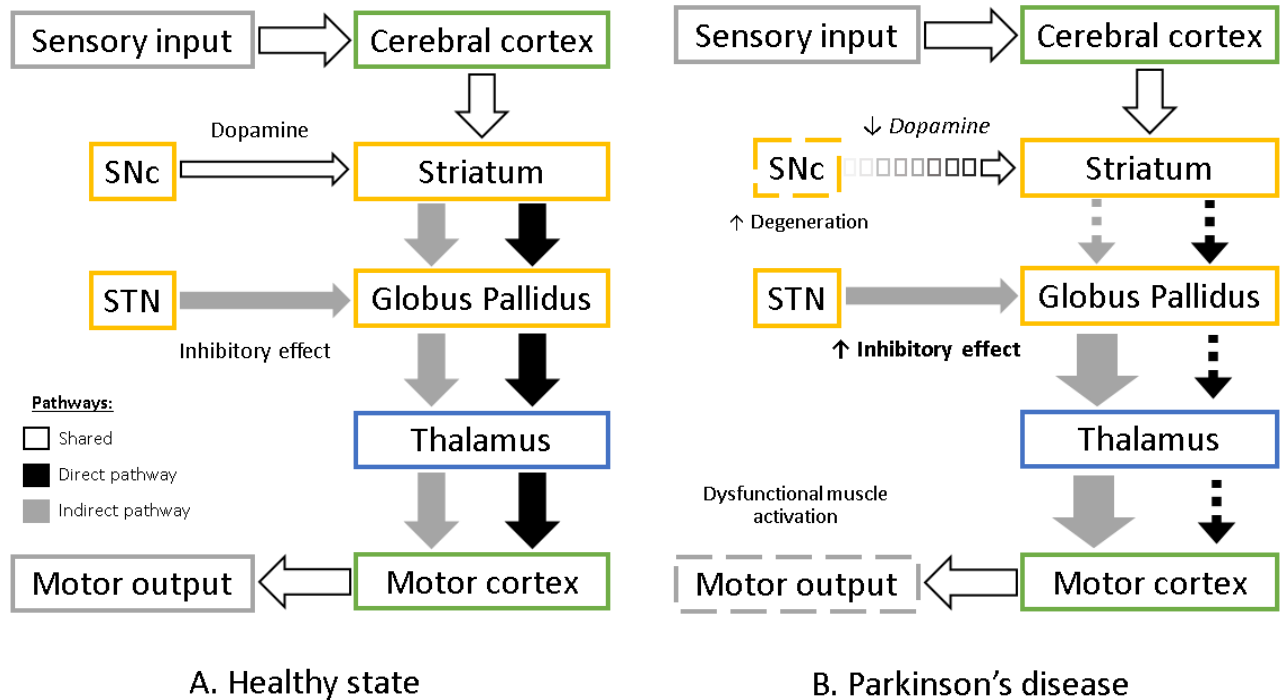 Sensory input
Cerebral cortex
Dopamine
SNc
Striatum
STN
Globus Pallidus
Inhibitory effect
Pathways:
Shared
Direct pathway
Indirect pathway
Thalamus
Motor output
Motor cortex
A. Healthy state
Sensory input
Cerebral cortex
↓ Dopamine
SNc
Striatum
↑ Degeneration
STN
Globus Pallidus
↑ Inhibitory effect
Thalamus
Dysfunctional muscle
activation
Motor output
Motor cortex
B. Parkinson's disease